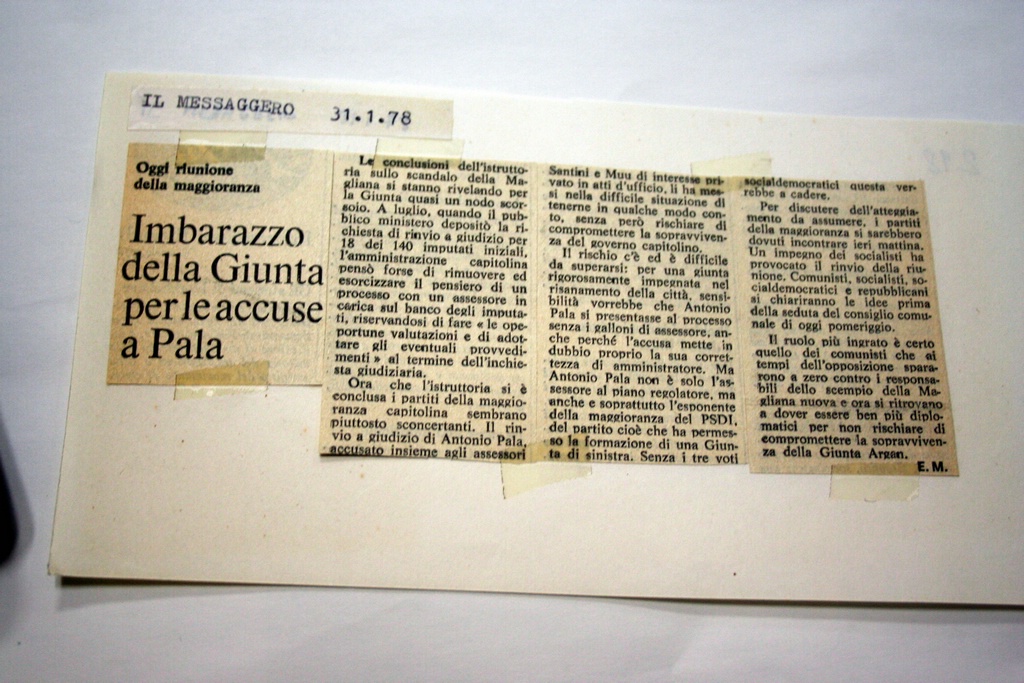 IL MESSAGGERO 31.1.78
Oggi riunione
della maggioranza
Imbarazzo
della Giunta
per le accuse
a Pala
Le conclusioni dell'istrutto-
ria sullo scandalo della Ma-
gliana si stanno rivelando per
la Giunta quasi un nodo scor-
soio. A luglio, quando il pub-
blico ministero depositò la ri-
chiesta di rinvio a giudizio per
18 dei 140 imputati iniziali,
l'amministrazione capitolina
pensò forse di rimuovere ed
esorcizzare il pensiero di un
processo con un assessore in
carica sul banco degli imputa-
ti, riservandosi di fare « le op-
portune valutazioni e di adot-
tare gli eventuali provvedi-
menti » al termine dell'inchie-
sta giudiziaria.
Ora che l'istruttoria si è
conclusa i partiti della maggio-
ranza capitolina sembrano
piuttosto sconcertanti. Il rin-
vio a giudizio di Antonio Pala,
accusato insieme agli assessori
Santini e Muu di interesse pri-
vato in atti d'ufficio, li ha mes-
si nella difficile situazione di
tenerne in qualche modo con-
to, senza però rischiare di
compromettere la sopravviven-
za del governo capitolino.
Il rischio c'è ed è difficile
da superarsi: per una giunta
rigorosamente impegnata nel
risanamento della città, sensi-
bilità vorrebbe che Antonio
Pala si presentasse al processo
senza i galloni di assessore, an-
che perché l'accusa mette in
dubbio proprio la sua corret-
tezza di amministratore. Ma
Antonio Pala non è solo l'as-
sessore al piano regolatore, ma
anche e soprattutto l'esponente
della maggioranza del PSDI,
del partito cioè che ha permes-
so la formazione di una Giun-
ta di sinistra. Senza i tre voti
socialdemocratici questa ver-
rebbe a cadere.
Per discutere dell'atteggia-
mento da assumere, i partiti
della maggioranza si sarebbero
dovuti incontrare ieri mattina.
Un impegno dei socialisti ha
provocato il rinvio della riu-
nione. Comunisti, socialisti, so-
cialdemocratici e repubblicani
si chiariranno le idee prima
della seduta del consiglio comu-
nale di oggi pomeriggio.
Il ruolo più ingrato è certo
quello dei comunisti che ai
tempi dell'opposizione spara-
rono a zero contro i responsa-
bili dello scempio della Ma-
gliana nuova e ora si ritrovano
a dover essere ben più diplo-
matici per non rischiare di
compromettere la sopravviven-
za della Giunta Argan.
E. M.